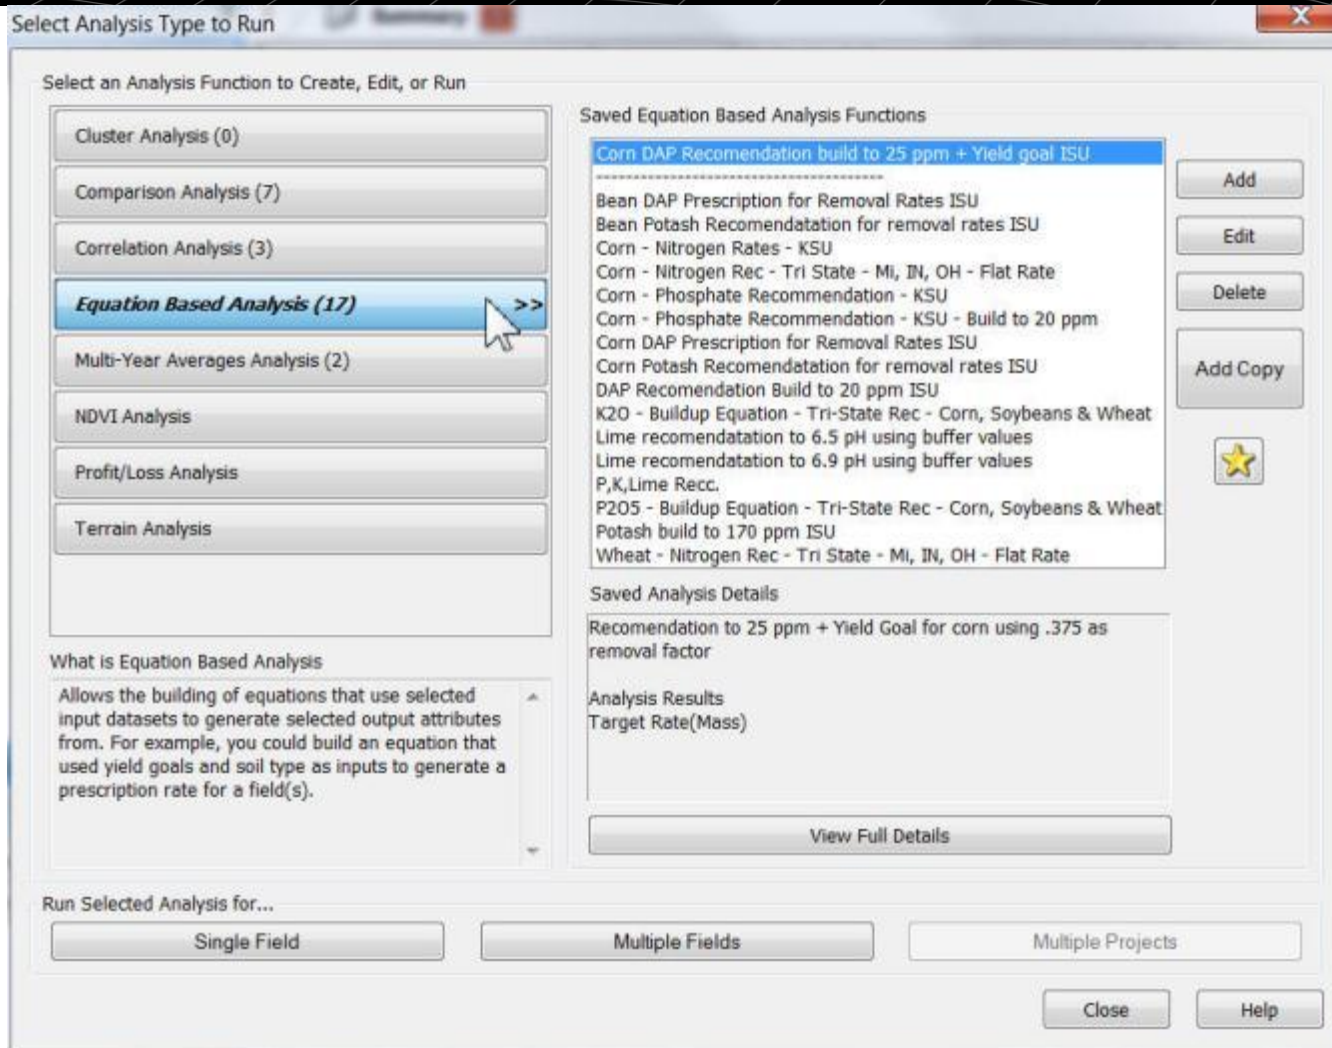 Summary
Select Analysis Type to Run
X
Select an Analysis Function to Create, Edit, or Run
Cluster Analysis (0)
Comparison Analysis (7)
Correlation Analysis (3)
Equation Based Analysis (17) >>
Multi-Year Averages Analysis (2)
NDVI Analysis
Profit/Loss Analysis
Terrain Analysis
What is Equation Based Analysis
Allows the building of equations that use selected
input datasets to generate selected output attributes
from. For example, you could build an equation that
used yield goals and soil type as inputs to generate a
prescription rate for a field(s).
Saved Equation Based Analysis Functions
Corn DAP Recomendation build to 25 ppm + Yield goal ISU
----------------------------------------
Bean DAP Prescription for Removal Rates ISU
Bean Potash Recomendatation for removal rates ISU
Corn - Nitrogen Rates - KSU
Corn - Nitrogen Rec - Tri State - Mi, IN, OH - Flat Rate
Corn - Phosphate Recommendation - KSU
Corn - Phosphate Recommendation - KSU - Build to 20 ppm
Corn DAP Prescription for Removal Rates ISU
Corn Potash Recomendatation for removal rates ISU
DAP Recomendation Build to 20 ppm ISU
K2O - Buildup Equation - Tri-State Rec - Corn, Soybeans & Wheat
Lime recomendatation to 6.5 pH using buffer values
Lime recomendatation to 6.9 pH using buffer values
P,K,Lime Recc.
P2O5 - Buildup Equation - Tri-State Rec - Corn, Soybeans & Wheat
Potash build to 170 ppm ISU
Wheat - Nitrogen Rec - Tri State - Mi, IN, OH - Flat Rate
Add
Edit
Delete
Add Copy
Saved Analysis Details
Recomendation to 25 ppm + Yield Goal for corn using .375 as
removal factor
Analysis Results
Target Rate(Mass)
View Full Details
Run Selected Analysis for...
Single Field
Multiple Fields
Multiple Projects
Close
Help